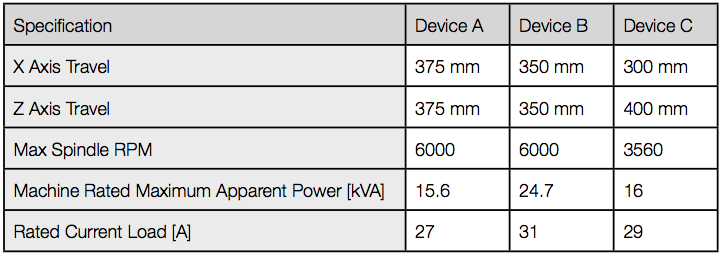 Specification Device A Device B Device C
X Axis Travel 375 mm 350 mm 300 mm
Z Axis Travel 375 mm 350 mm 400 mm
Max Spindle RPM 6000 6000 3560
Machine Rated Maximum Apparent Power [kVA] 15.6 24.7 16
Rated Current Load [A] 27 31 29